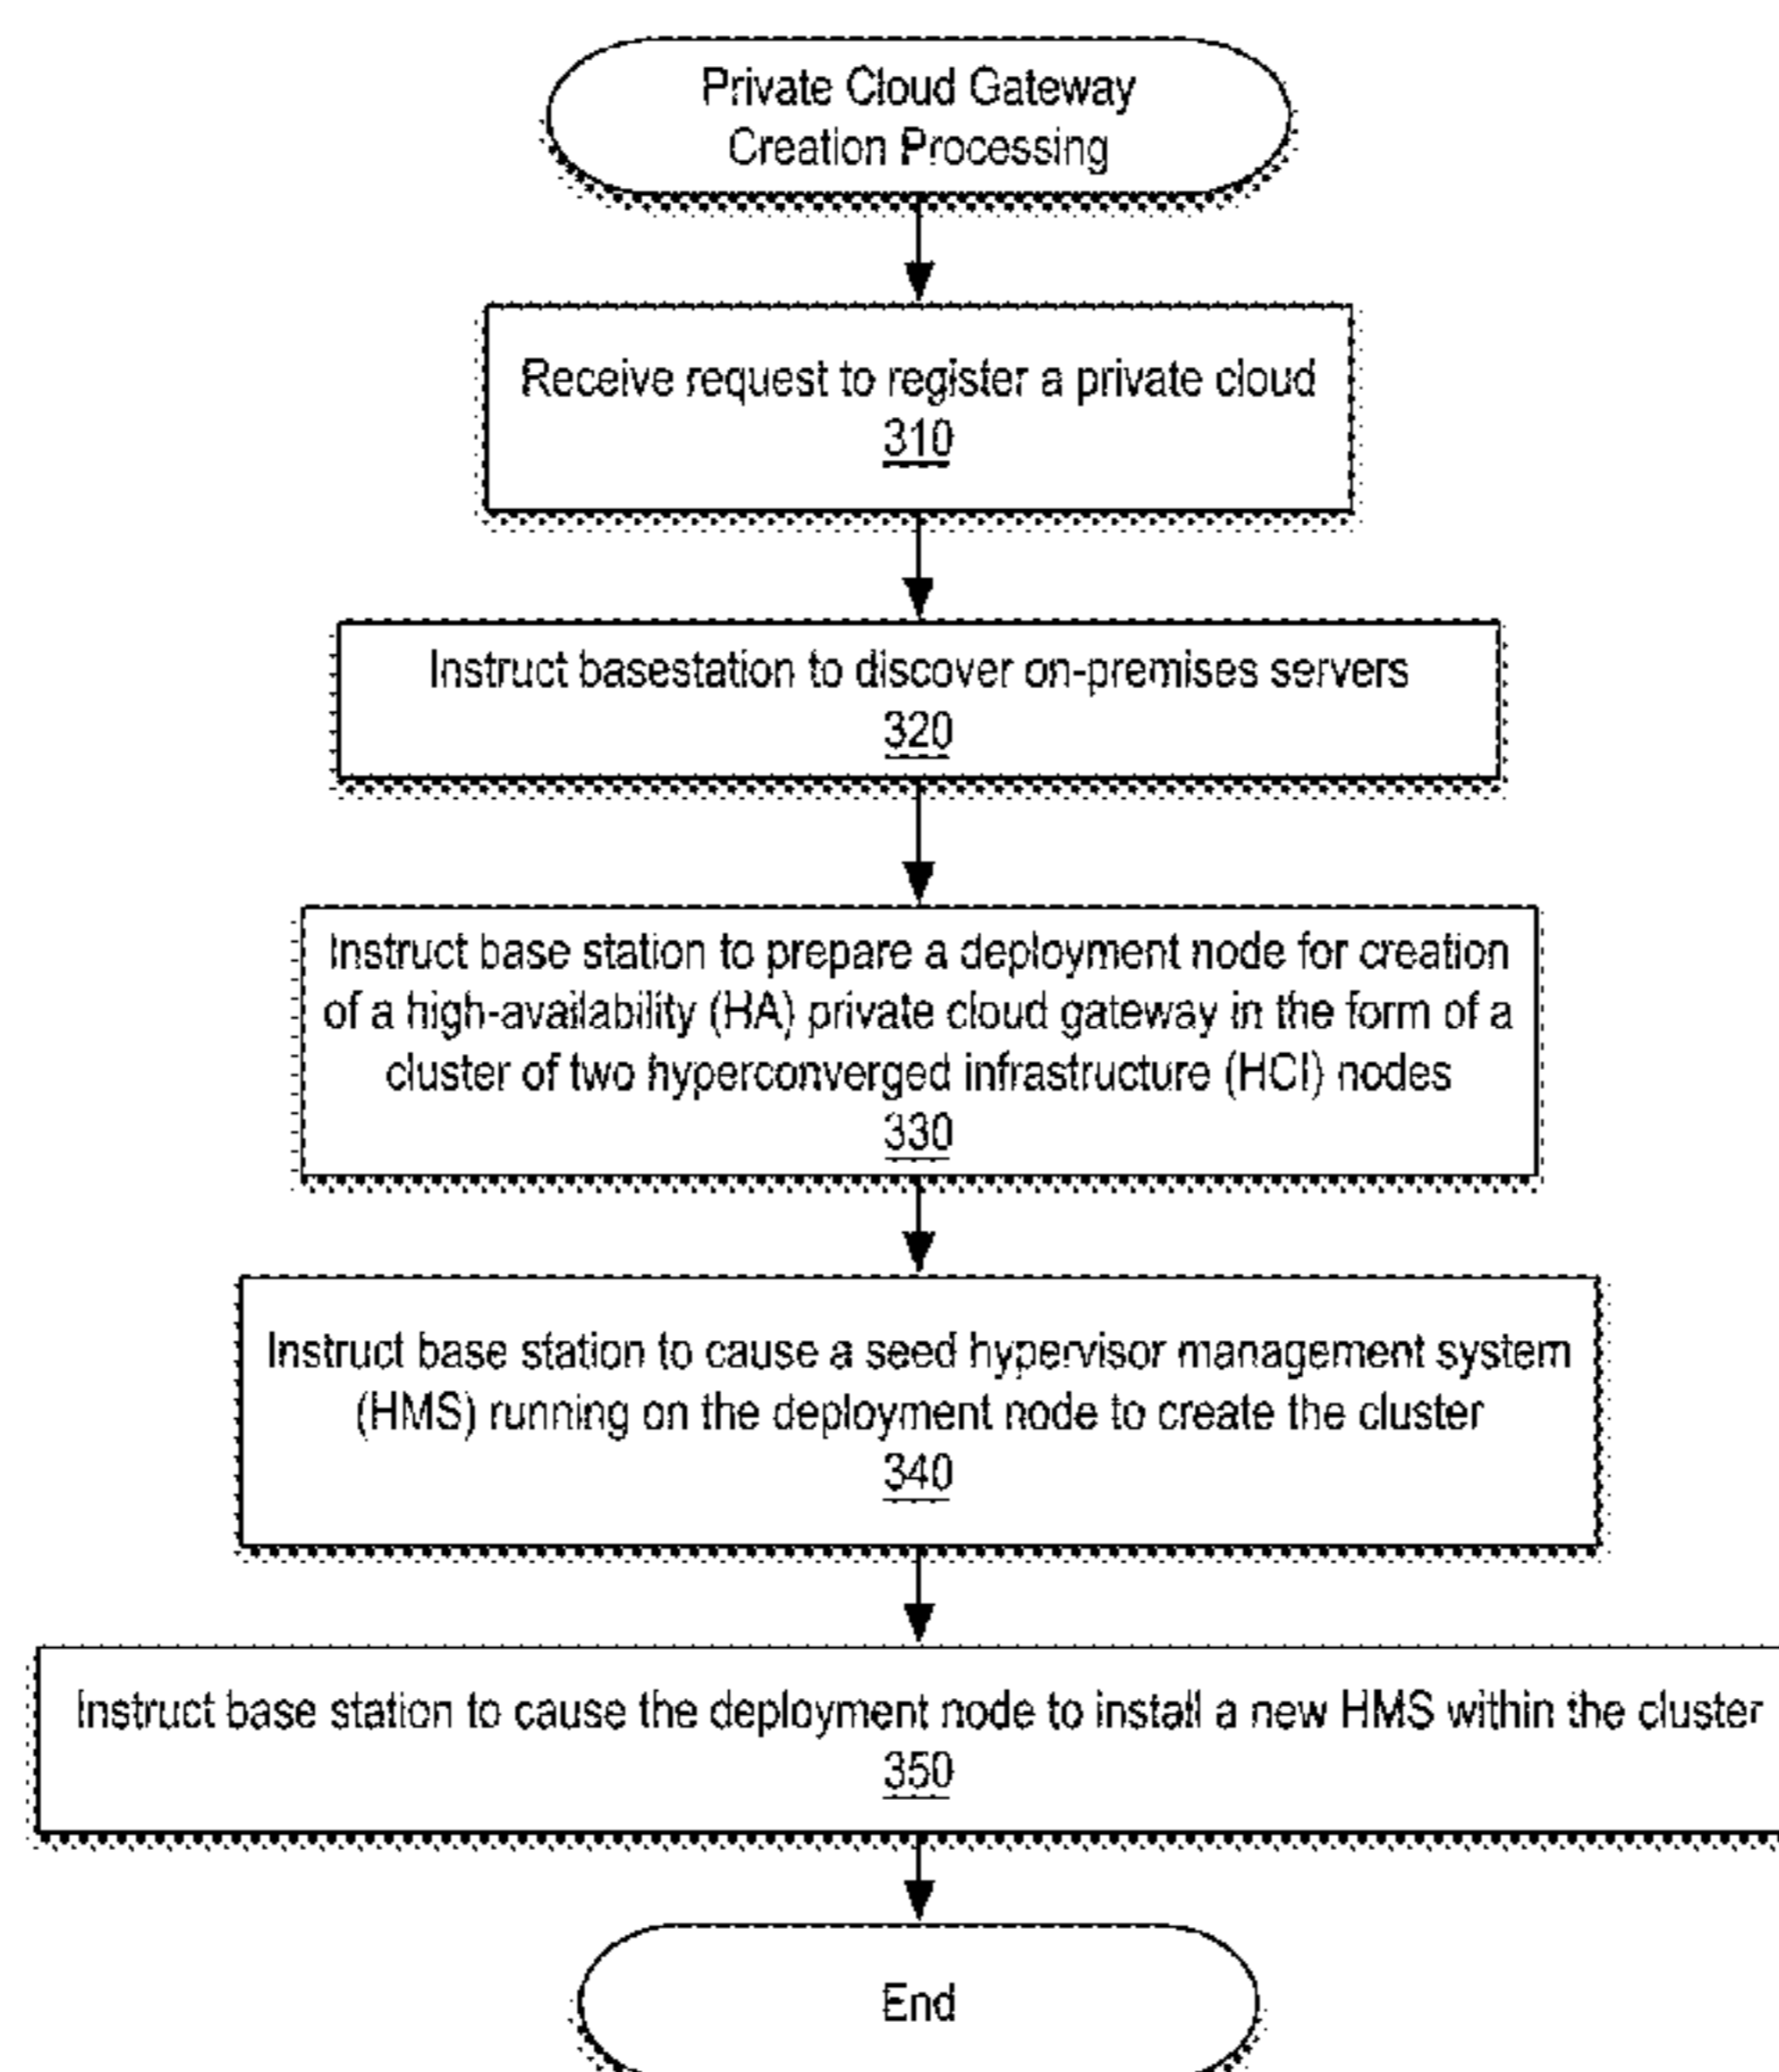 Private Cloud Gateway
Creation Processing
Receive request to register a private cloud
310
Instruct basestation to discover on-premises servers
320
Instruct base station to prepare a deployment node for creation
of a high-availability (HA) private cloud gateway in the form of a
cluster of two hyperconverged infrastructure (HCI) nodes
330
Instruct base station to cause a seed hypervisor management system
(HMS) running on the deployment node to create the cluster
340
Instruct base station to cause the deployment node to install a new HMS within the cluster
350
End